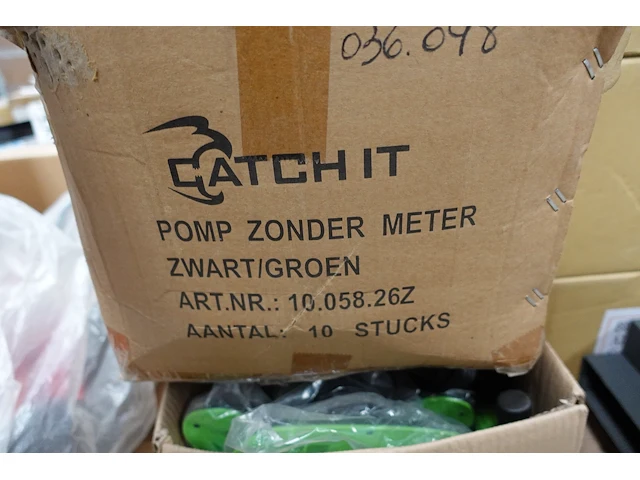 036.098
CATCH IT
POMP ZONDER METER
ZWART/GROEN
ART.NR.: 10.058.26Z
AANTAL: 10 STUCKS